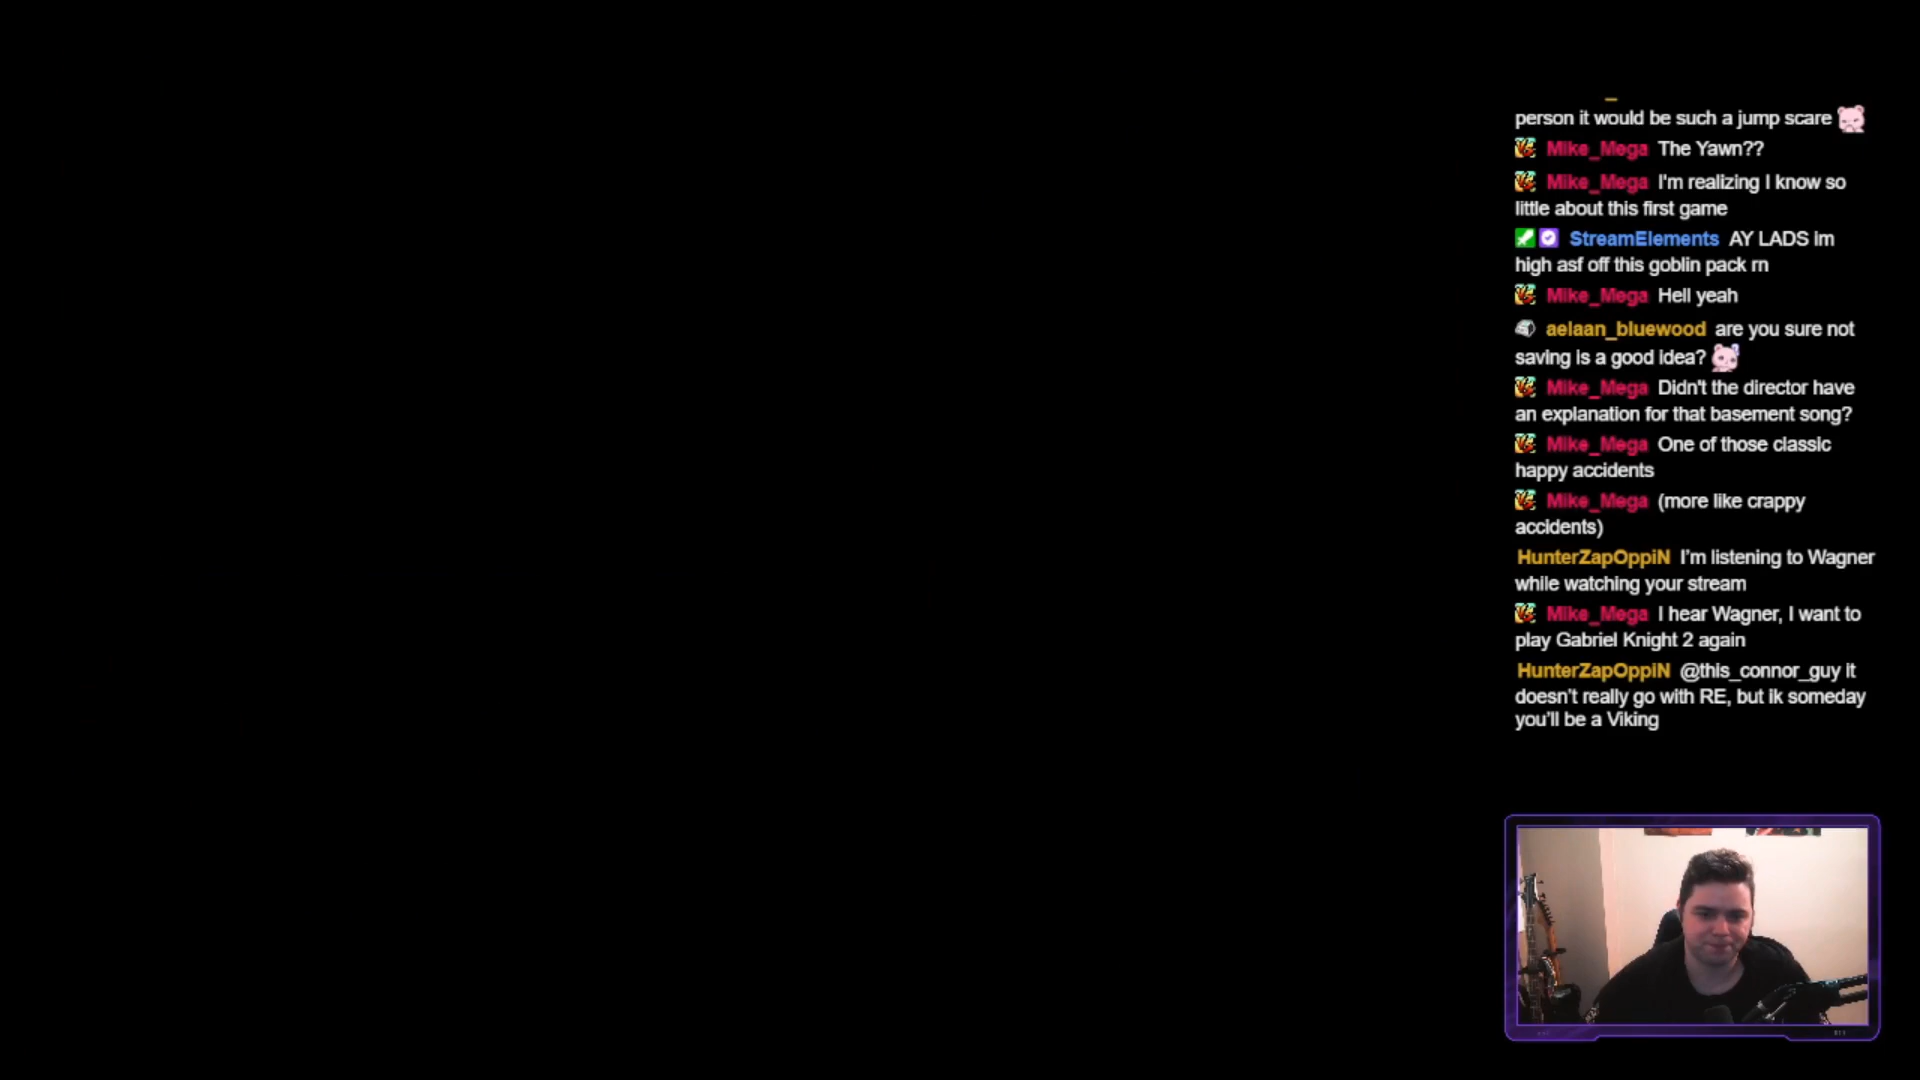 person it would be such a jump scare
Mike_Mega The Yawn??
Mike_Mega I'm realizing I know so
little about this first game
StreamElements AY LADS im
high asf off this goblin pack rn
Mike_Mega Hell yeah
aelaan_bluewood are you sure not
saving is a good idea?
Mike_Mega Didn't the director have
an explanation for that basement song?
Mike_Mega One of those classic
happy accidents
Mike_Mega (more like crappy
accidents)
HunterZapOppiN I'm listening to Wagner
while watching your stream
Mike_Mega I hear Wagner, I want to
play Gabriel Knight 2 again
HunterZapOppiN @this_connor_guy it
doesn't really go with RE, but ik someday
you'll be a Viking